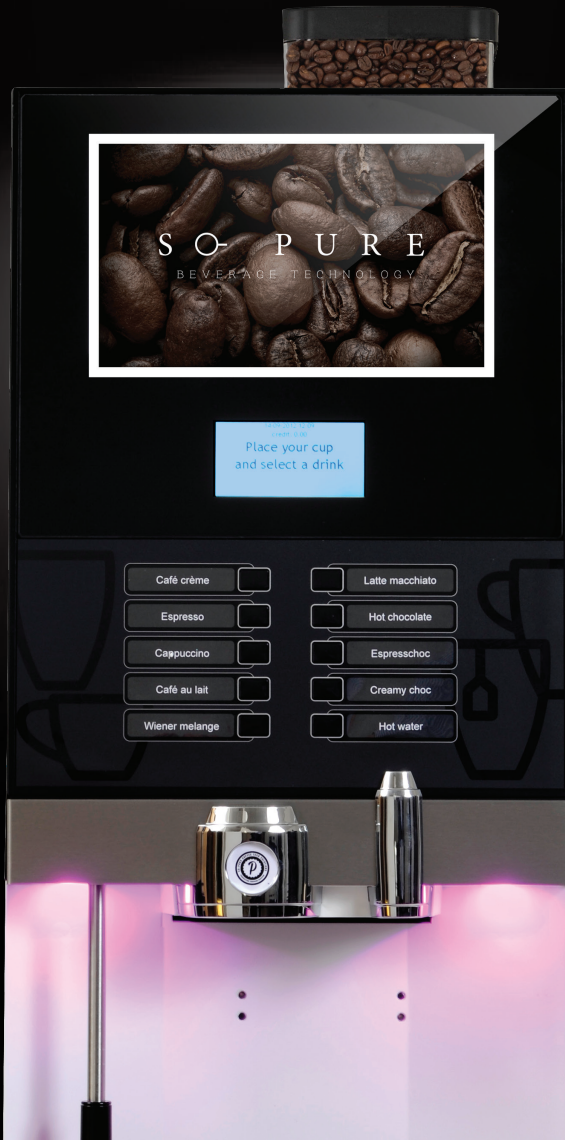 SO PURE
BEVERAGE TECHNOLOGY
Place your cup
and select a drink
Café crème
Latte macchiato
Espresso
Hot chocolate
Cappuccino
Espresschoc
Café au lait
Creamy choc
Wiener melange
Hot water